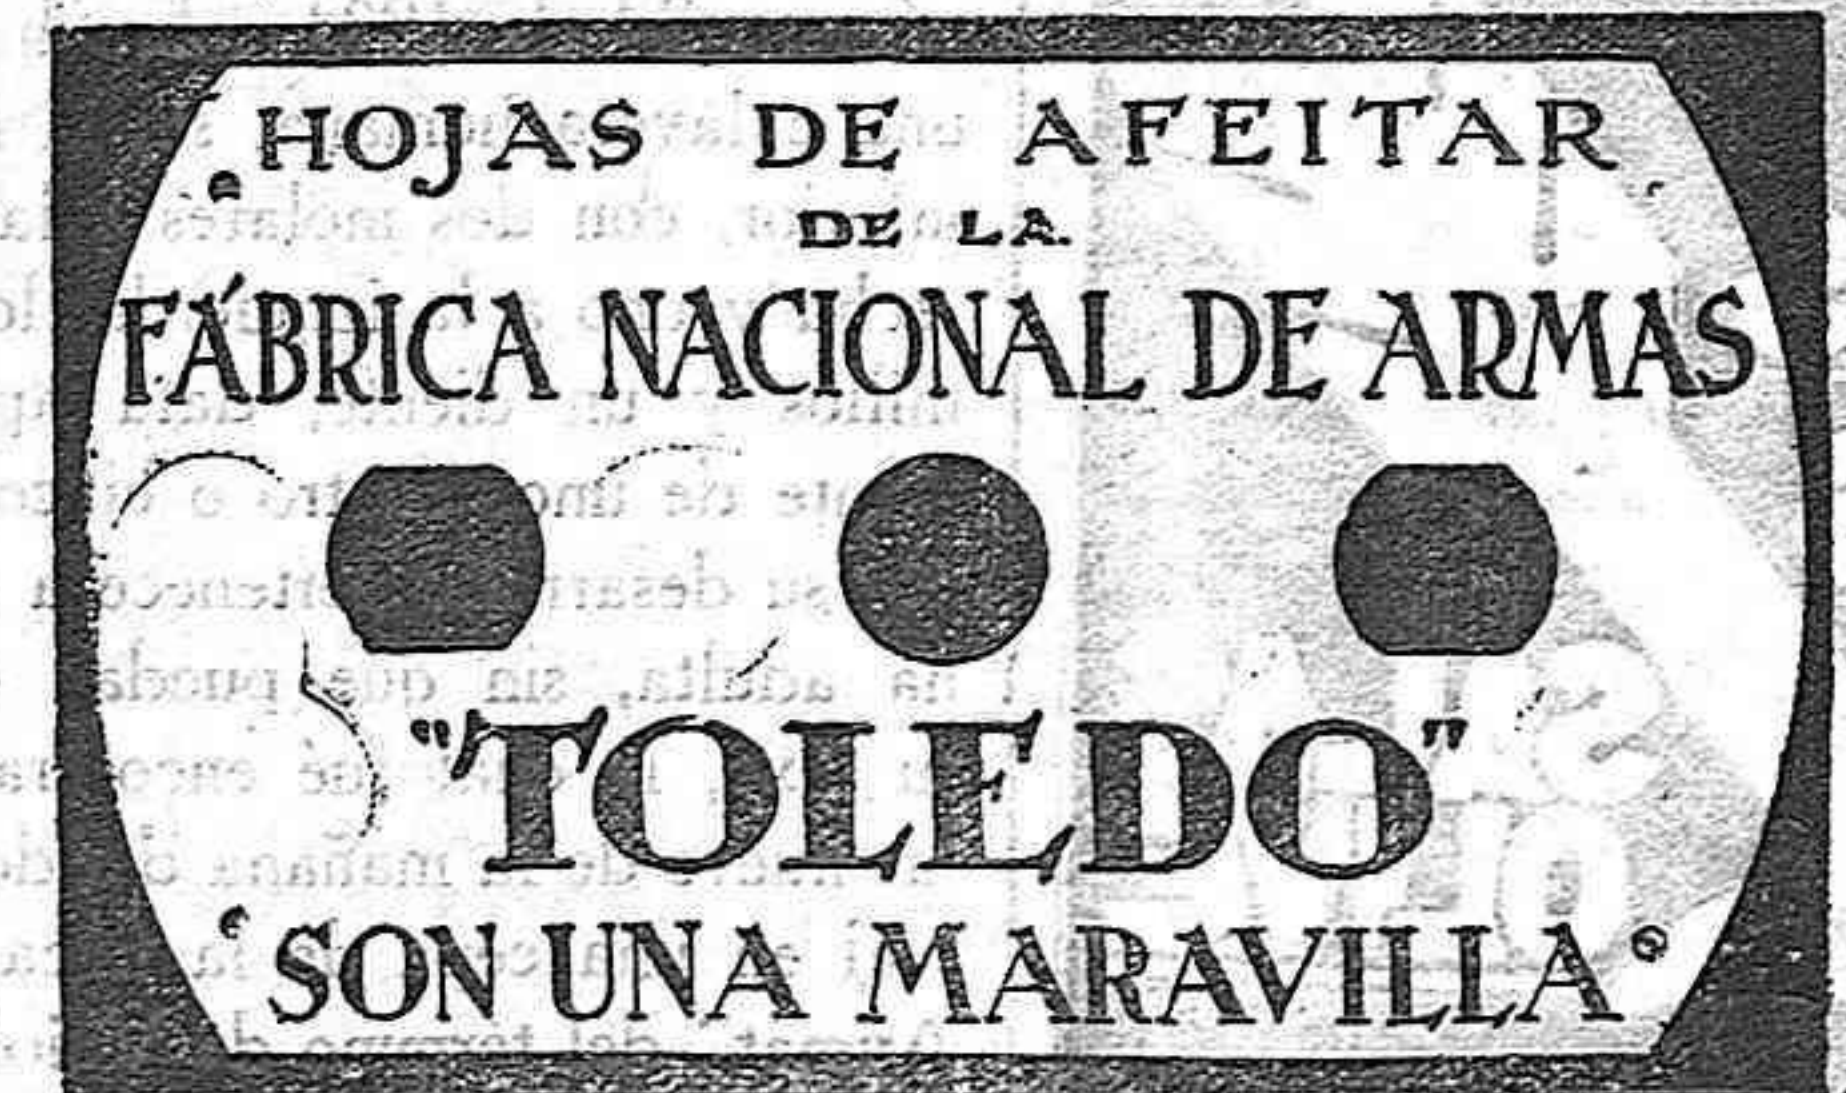 HOJAS DE AFEITAR
DE LA
FÁBRICA NACIONAL DE ARMAS
"TOLEDO"
SON UNA MARAVILLA